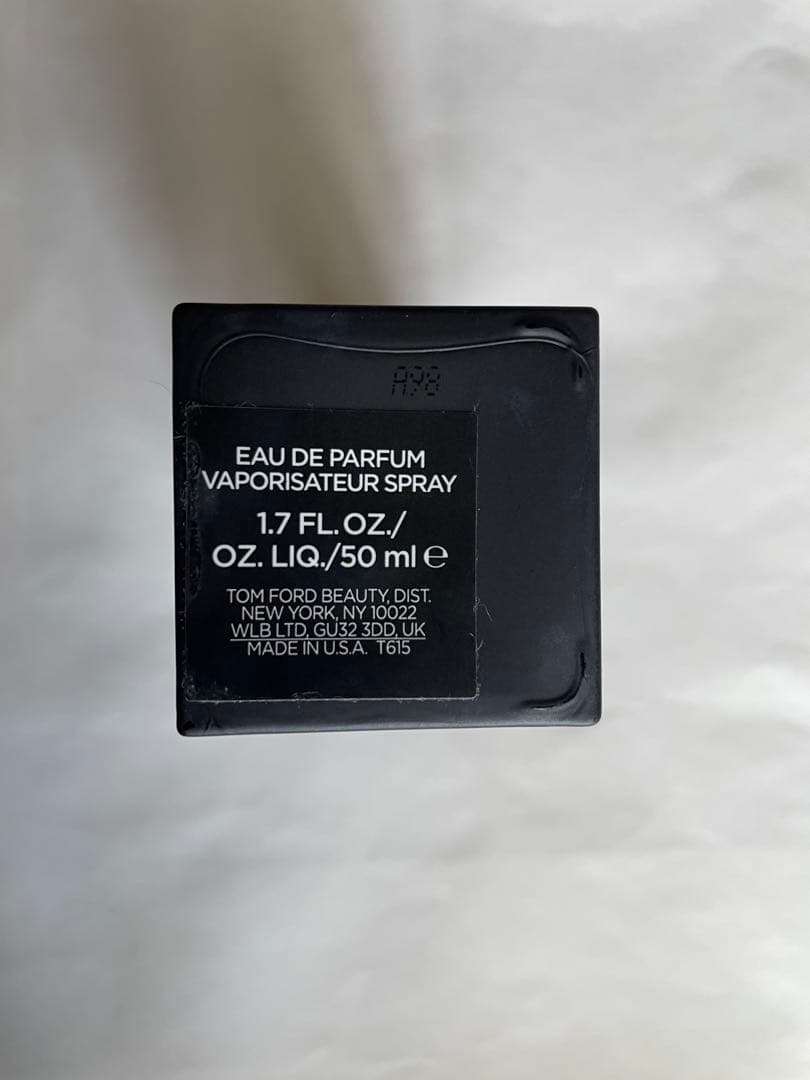 A98
EAU DE PARFUM
VAPORISATEUR SPRAY
1.7 FL. OZ./
OZ. LIQ./50 ml ℮
TOM FORD BEAUTY, DIST.
NEW YORK, NY 10022
WLB LTD, GU32 3DD, UK
MADE IN U.S.A. T615